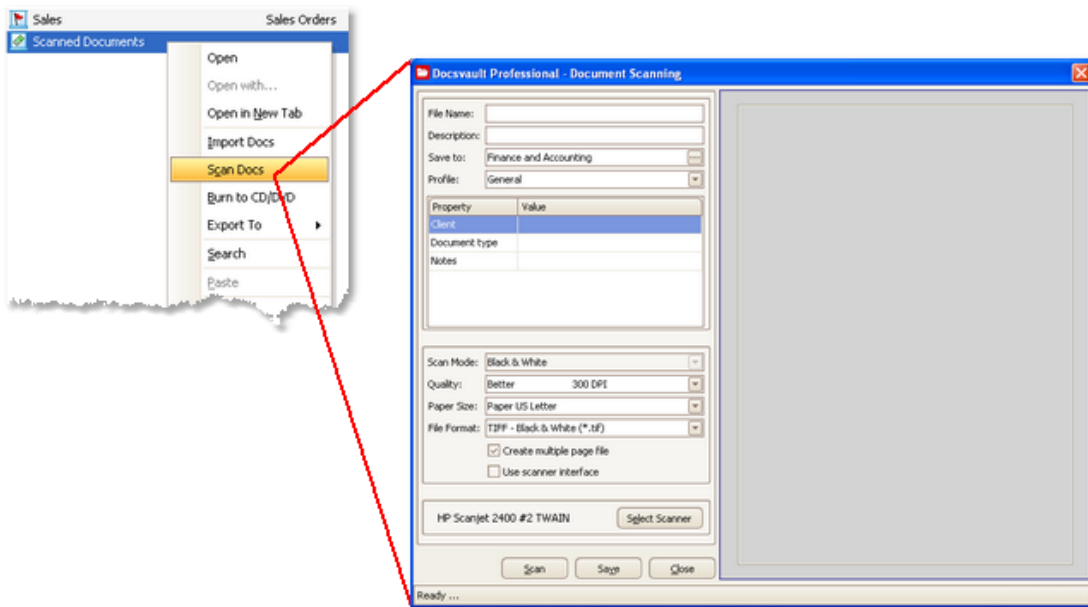 Sales Sales Orders
Scanned Documents
Open
Open with...
Open in New Tab
Import Docs
Scan Docs
Burn to CD/DVD
Export To
Search
Paste
Docsvault Professional - Document Scanning
File Name:
Description:
Save to: Finance and Accounting
Profile: General
Property Value
Client
Document type
Notes
Scan Mode: Black & White
Quality: Better 300 DPI
Paper Size: Paper US Letter
File Format: TIFF - Black & White (*.tif)
Create multiple page file
Use scanner interface
HP Scanjet 2400 #2 TWAIN Select Scanner
Scan Save Close
Ready ...